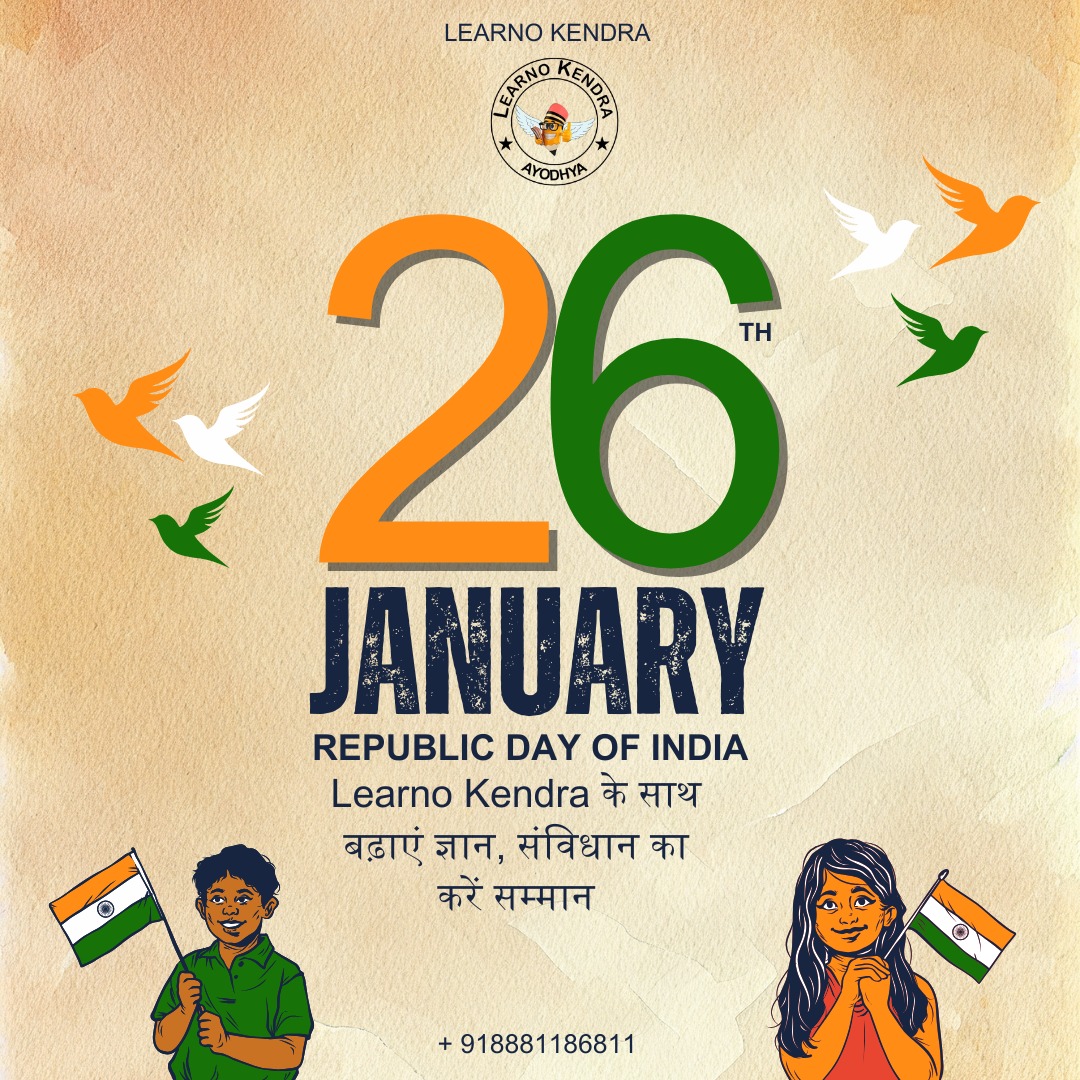 LEARNO KENDRA
LEARNO KENDRA
AYODHYA
26
TH
JANUARY
REPUBLIC DAY OF INDIA
Learno Kendra के साथ
बढ़ाएं ज्ञान, संविधान का
करें सम्मान
+ 918881186811